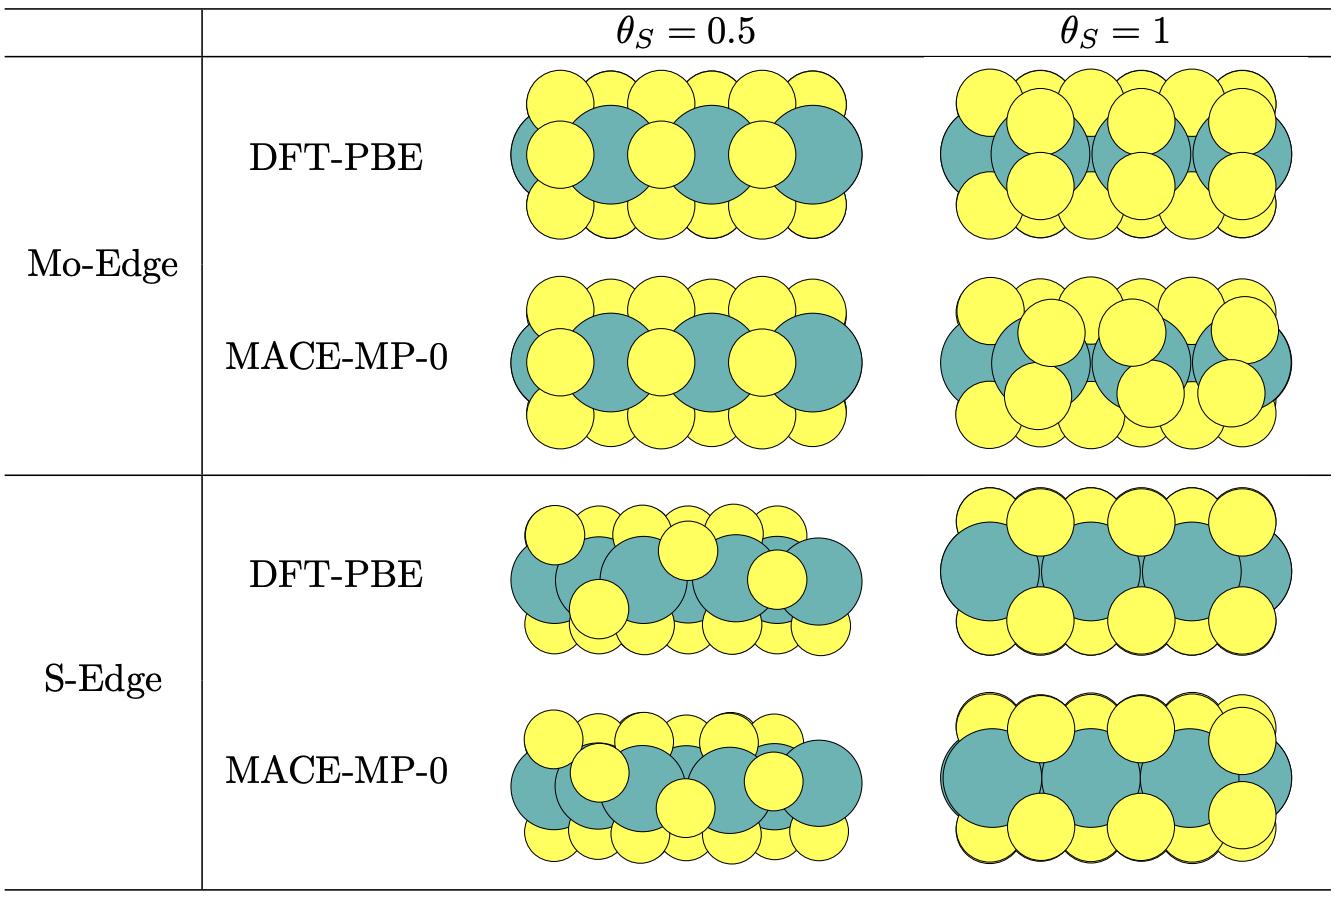 θ_S = 0.5 θ_S = 1
DFT-PBE
Mo-Edge
MACE-MP-0
DFT-PBE
S-Edge
MACE-MP-0